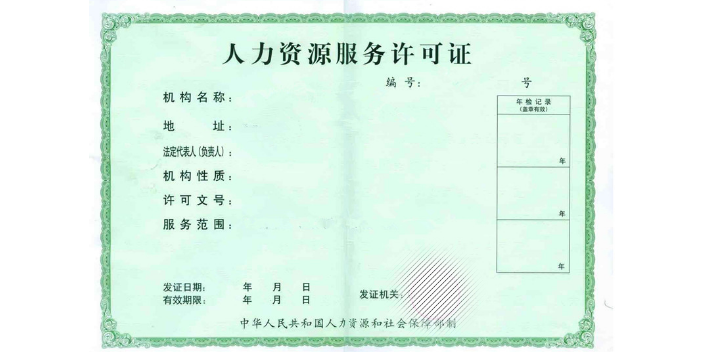 人力资源服务许可证
编 号： 号
机构名称：
地 址：
法定代表人（负责人）：
机构性质：
许可文号：
服务范围：
年检记录
（盖章有效）
年
年
年
发证日期： 年 月 日
有效期限： 年 月 日
发证机关：
中华人民共和国人力资源和社会保障部制